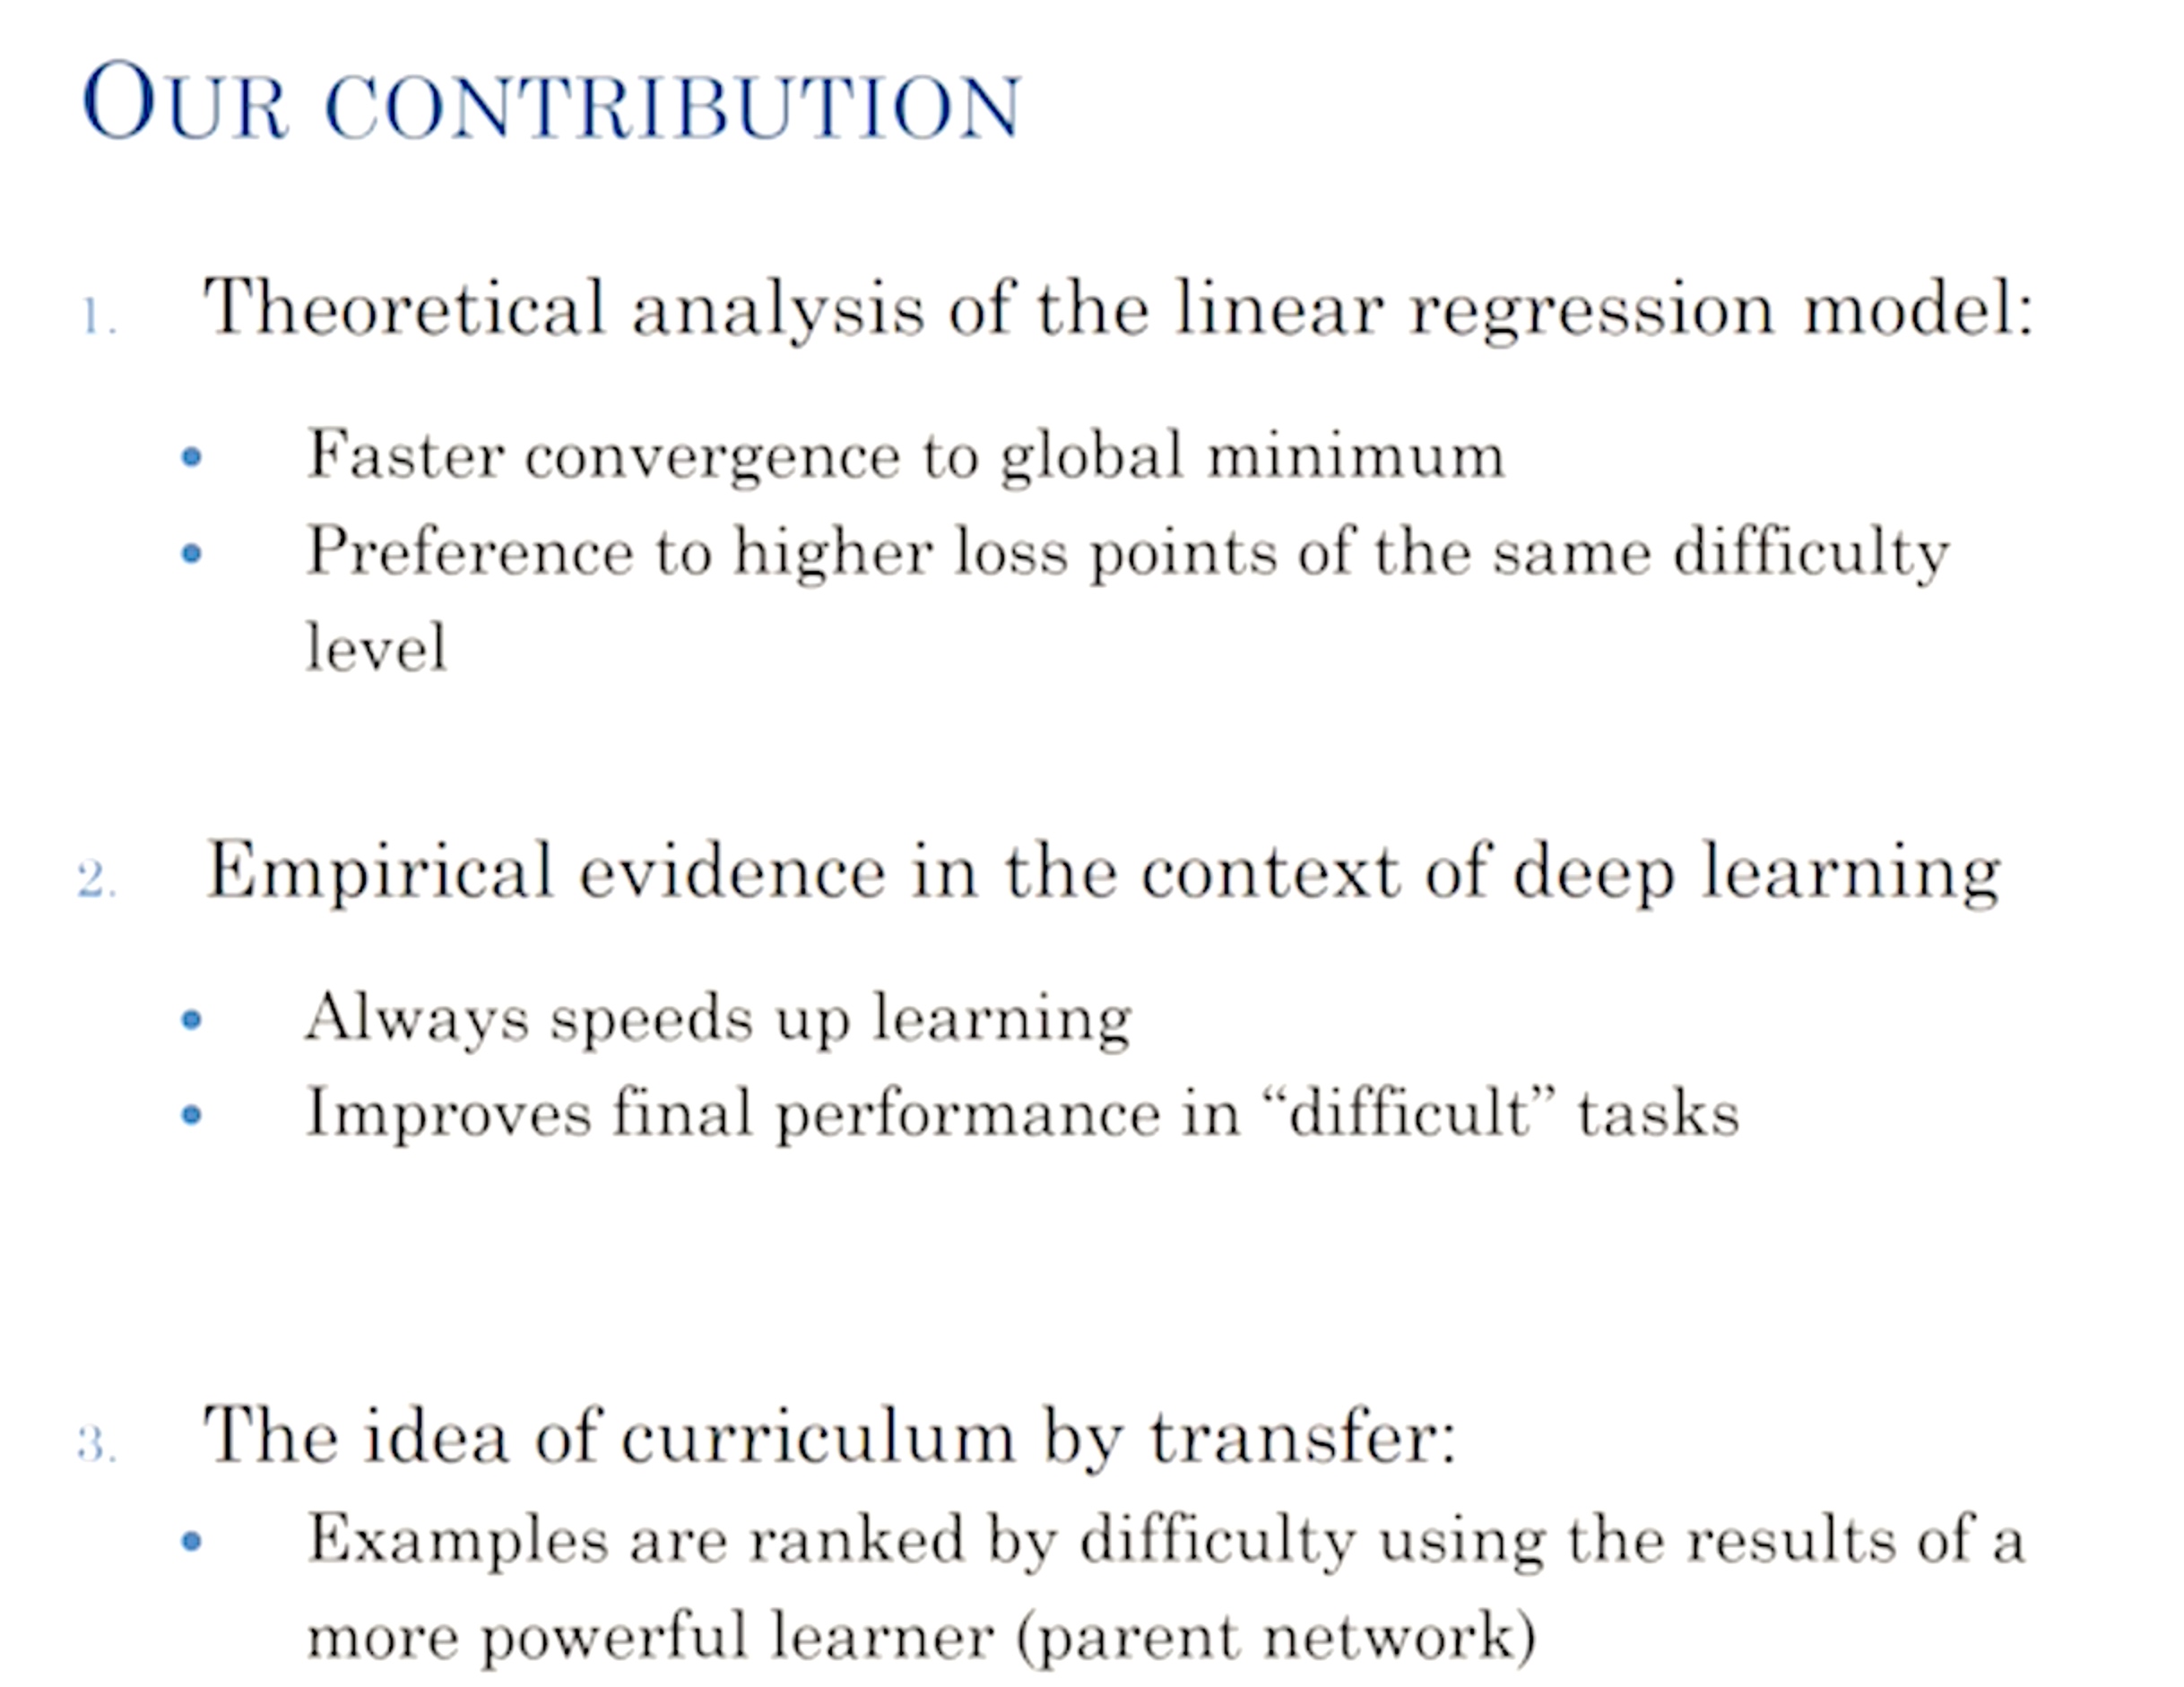 OUR CONTRIBUTION
1. Theoretical analysis of the linear regression model:
• Faster convergence to global minimum
• Preference to higher loss points of the same difficulty
level
2. Empirical evidence in the context of deep learning
• Always speeds up learning
• Improves final performance in “difficult” tasks
3. The idea of curriculum by transfer:
• Examples are ranked by difficulty using the results of a
more powerful learner (parent network)